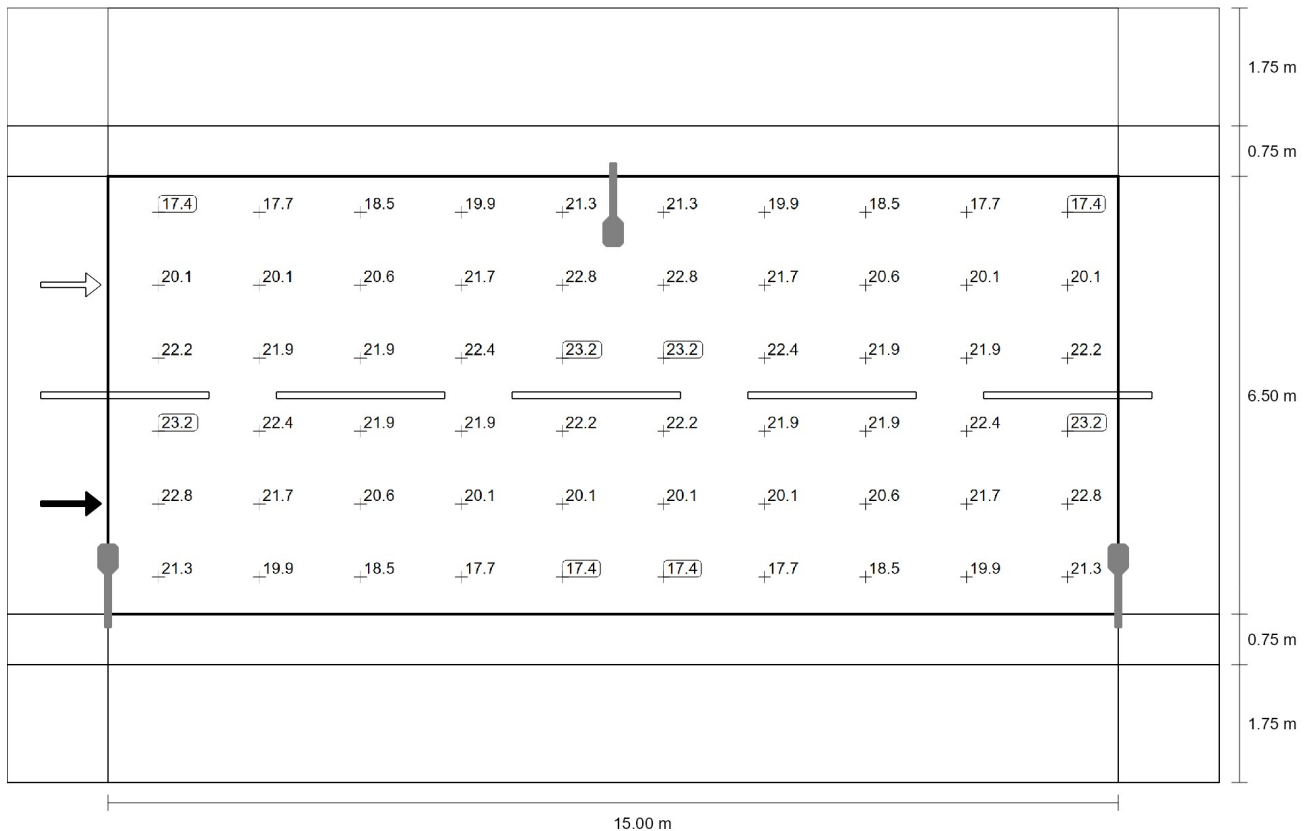 1.75 m
0.75 m
17.4 17.7 18.5 19.9 21.3 21.3 19.9 18.5 17.7 17.4
20.1 20.1 20.6 21.7 22.8 22.8 21.7 20.6 20.1 20.1
22.2 21.9 21.9 22.4 23.2 23.2 22.4 21.9 21.9 22.2
6.50 m
23.2 22.4 21.9 21.9 22.2 22.2 21.9 21.9 22.4 23.2
22.8 21.7 20.6 20.1 20.1 20.1 20.1 20.6 21.7 22.8
21.3 19.9 18.5 17.7 17.4 17.4 17.7 18.5 19.9 21.3
0.75 m
1.75 m
15.00 m